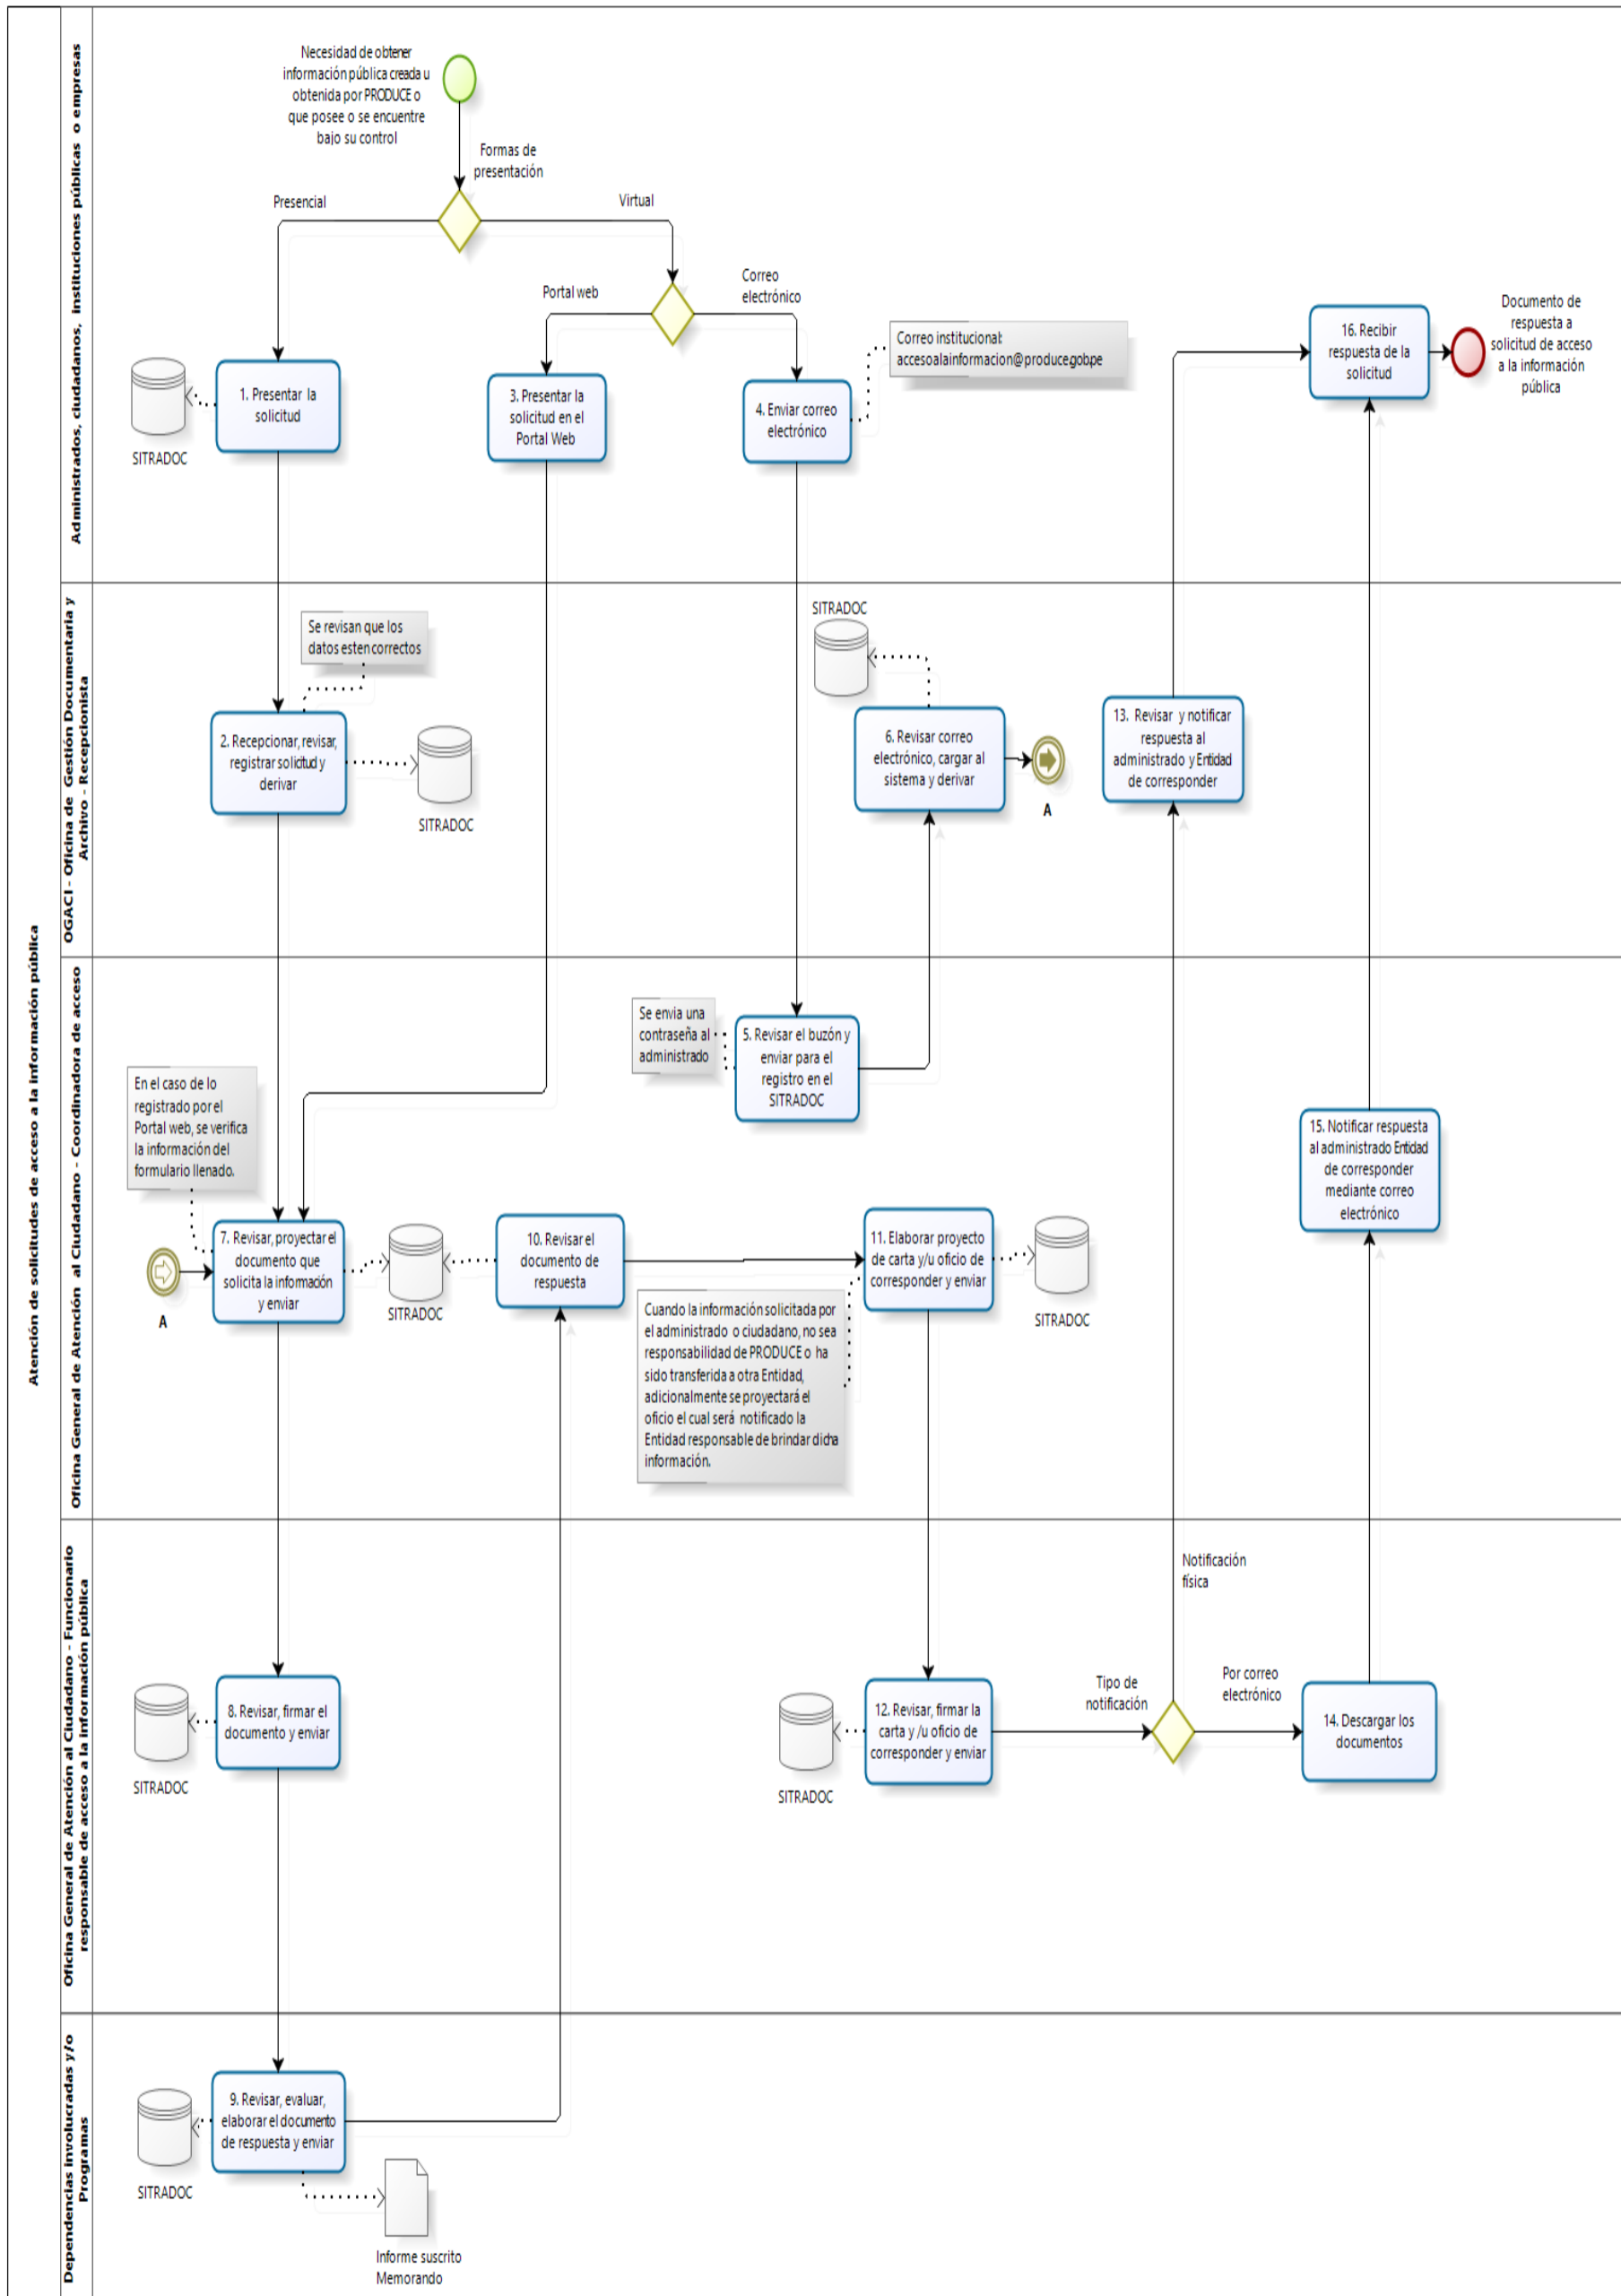 Atención de solicitudes de acceso a la información pública
Administrados, ciudadanos, instituciones públicas o empresas
Necesidad de obtener
información pública creada u
obtenida por PRODUCE o
que posee o se encuentre
bajo su control
Formas de
presentación
Presencial
Virtual
Portal web
Correo
electrónico
Correo institucional:
accesoalainformacion@produce.gob.pe
1. Presentar la
solicitud
SITRADOC
3. Presentar la
solicitud en el
Portal Web
4. Enviar correo
electrónico
16. Recibir
respuesta de la
solicitud
Documento de
respuesta a
solicitud de acceso
a la información
pública
OGACI - Oficina de Gestión Documentaria y
Archivo - Recepcionista
Se revisan que los
datos esten correctos
2. Recepcionar, revisar,
registrar solicitud y
derivar
SITRADOC
SITRADOC
6. Revisar correo
electrónico, cargar al
sistema y derivar
A
13. Revisar y notificar
respuesta al
administrado y Entidad
de corresponder
Oficina General de Atención al Ciudadano - Coordinadora de acceso
Se envia una
contraseña al
administrado
5. Revisar el buzón y
enviar para el
registro en el
SITRADOC
En el caso de lo
registrado por el
Portal web, se verifica
la información del
formulario llenado.
A
7. Revisar, proyectar el
documento que
solicita la información
y enviar
SITRADOC
10. Revisar el
documento de
respuesta
11. Elaborar proyecto
de carta y/u oficio de
corresponder y enviar
SITRADOC
Cuando la información solicitada por
el administrado o ciudadano, no sea
responsabilidad de PRODUCE o ha
sido transferida a otra Entidad,
adicionalmente se proyectará el
oficio el cual será notificado la
Entidad responsable de brindar dicha
información.
15. Notificar respuesta
al administrado Entidad
de corresponder
mediante correo
electrónico
Oficina General de Atención al Ciudadano - Funcionario
responsable de acceso a la información pública
8. Revisar, firmar el
documento y enviar
SITRADOC
12. Revisar, firmar la
carta y /u oficio de
corresponder y enviar
SITRADOC
Tipo de
notificación
Notificación
física
Por correo
electrónico
14. Descargar los
documentos
Dependencias involucradas y/o
Programas
9. Revisar, evaluar,
elaborar el documento
de respuesta y enviar
SITRADOC
Informe suscrito
Memorando